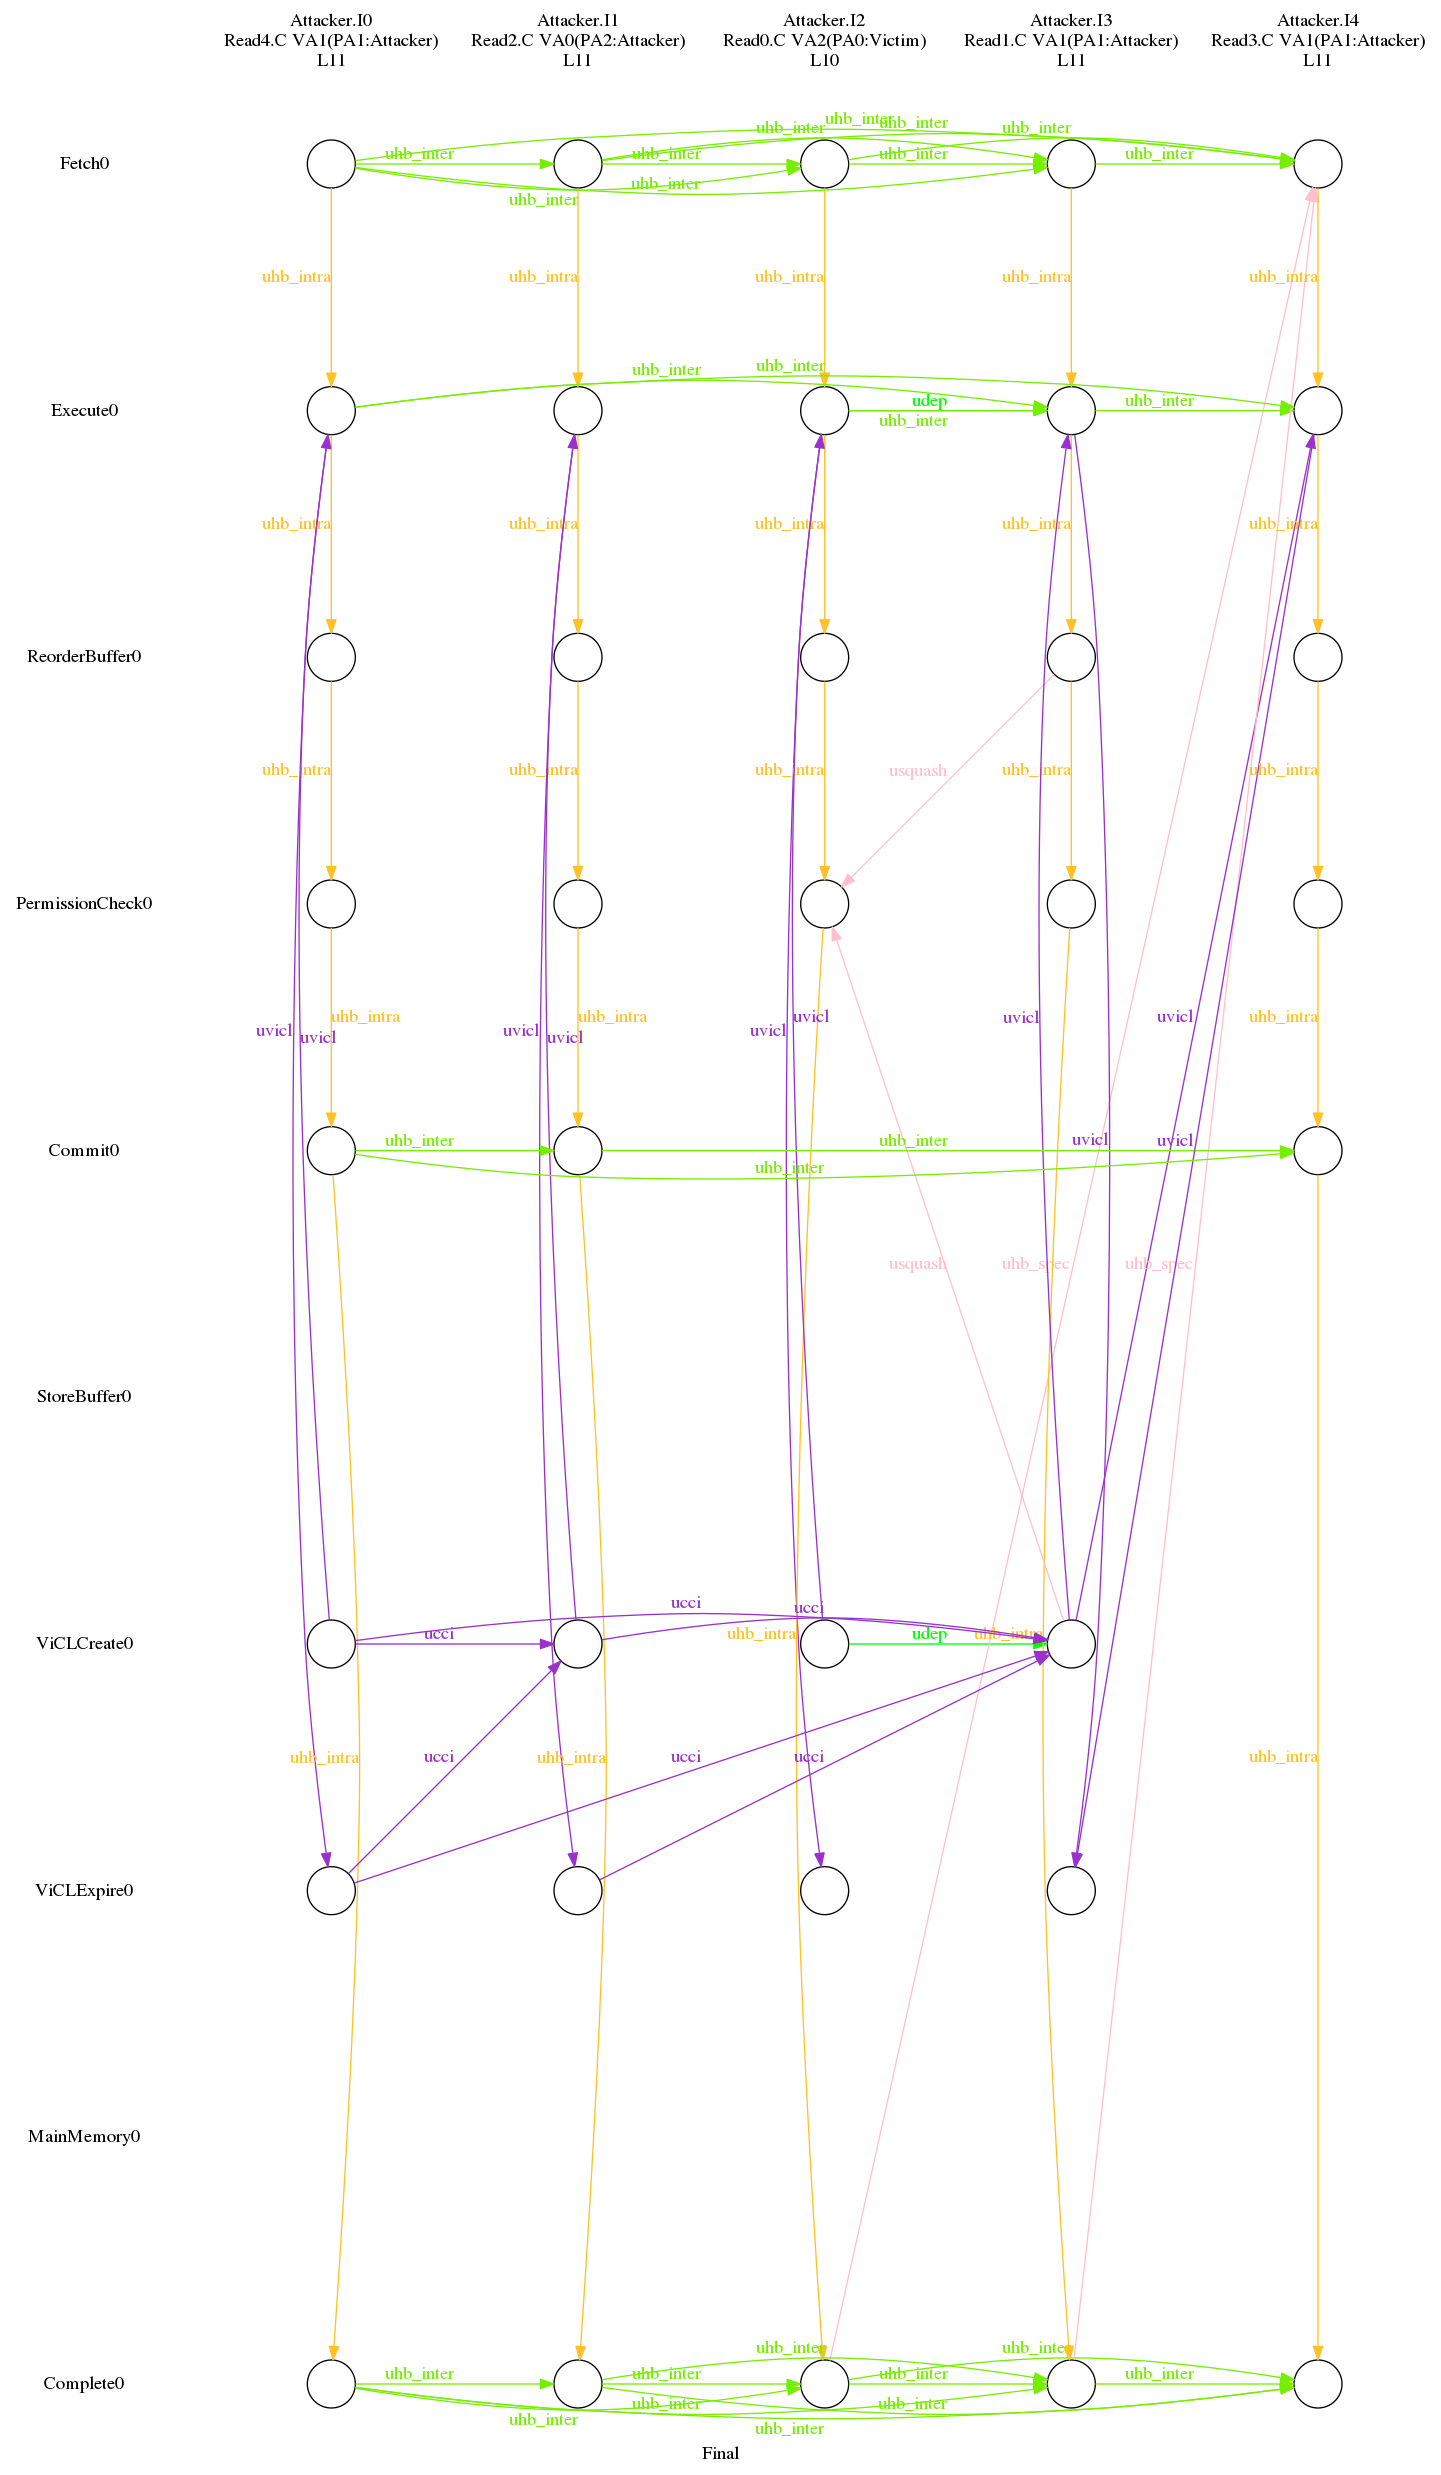 Attacker.I0 Attacker.I1 Attacker.I2 Attacker.I3 Attacker.I4
Read4.C VA1(PA1:Attacker) Read2.C VA0(PA2:Attacker) Read0.C VA2(PA0:Victim) Read1.C VA1(PA1:Attacker) Read3.C VA1(PA1:Attacker)
L11 L11 L10 L11 L11
uhb_inter uhb_inter
uhb_inter uhb_inter
uhb_inter uhb_inter uhb_inter uhb_inter
Fetch0
uhb_inter
uhb_inter
uhb_intra uhb_intra uhb_intra uhb_intra uhb_intra
uhb_inter uhb_inter
udep uhb_inter
Execute0
uhb_inter
uhb_intra uhb_intra uhb_intra uhb_intra uhb_intra
ReorderBuffer0
uhb_intra uhb_intra uhb_intra usquash uhb_intra uhb_intra
PermissionCheck0
uhb_intra uhb_intra uvicl uvicl uvicl uhb_intra
uvicl uvicl uvicl
uvicl uvicl
uhb_inter uhb_inter uvicl uvicl
Commit0
uhb_inter
usquash uhb_spec uhb_spec
StoreBuffer0
ucci ucci
ViCLCreate0 ucci uhb_intra udep uhb_intra
uhb_intra ucci uhb_intra ucci ucci uhb_intra
ViCLExpire0
MainMemory0
uhb_inter uhb_inter
uhb_inter uhb_inter uhb_inter uhb_inter
Complete0
uhb_inter uhb_inter
uhb_inter uhb_inter
Final